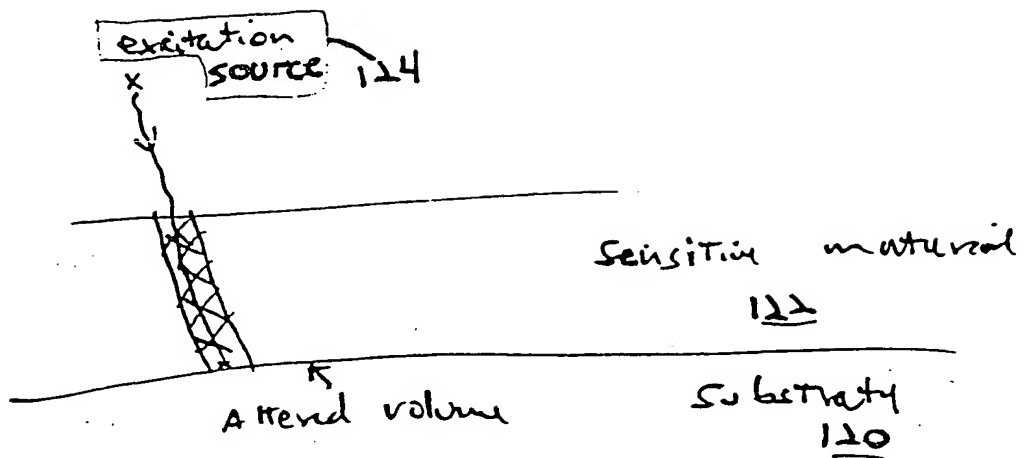 excitation
source
124
x
sensitive material
122
Altered volume
substrate
120